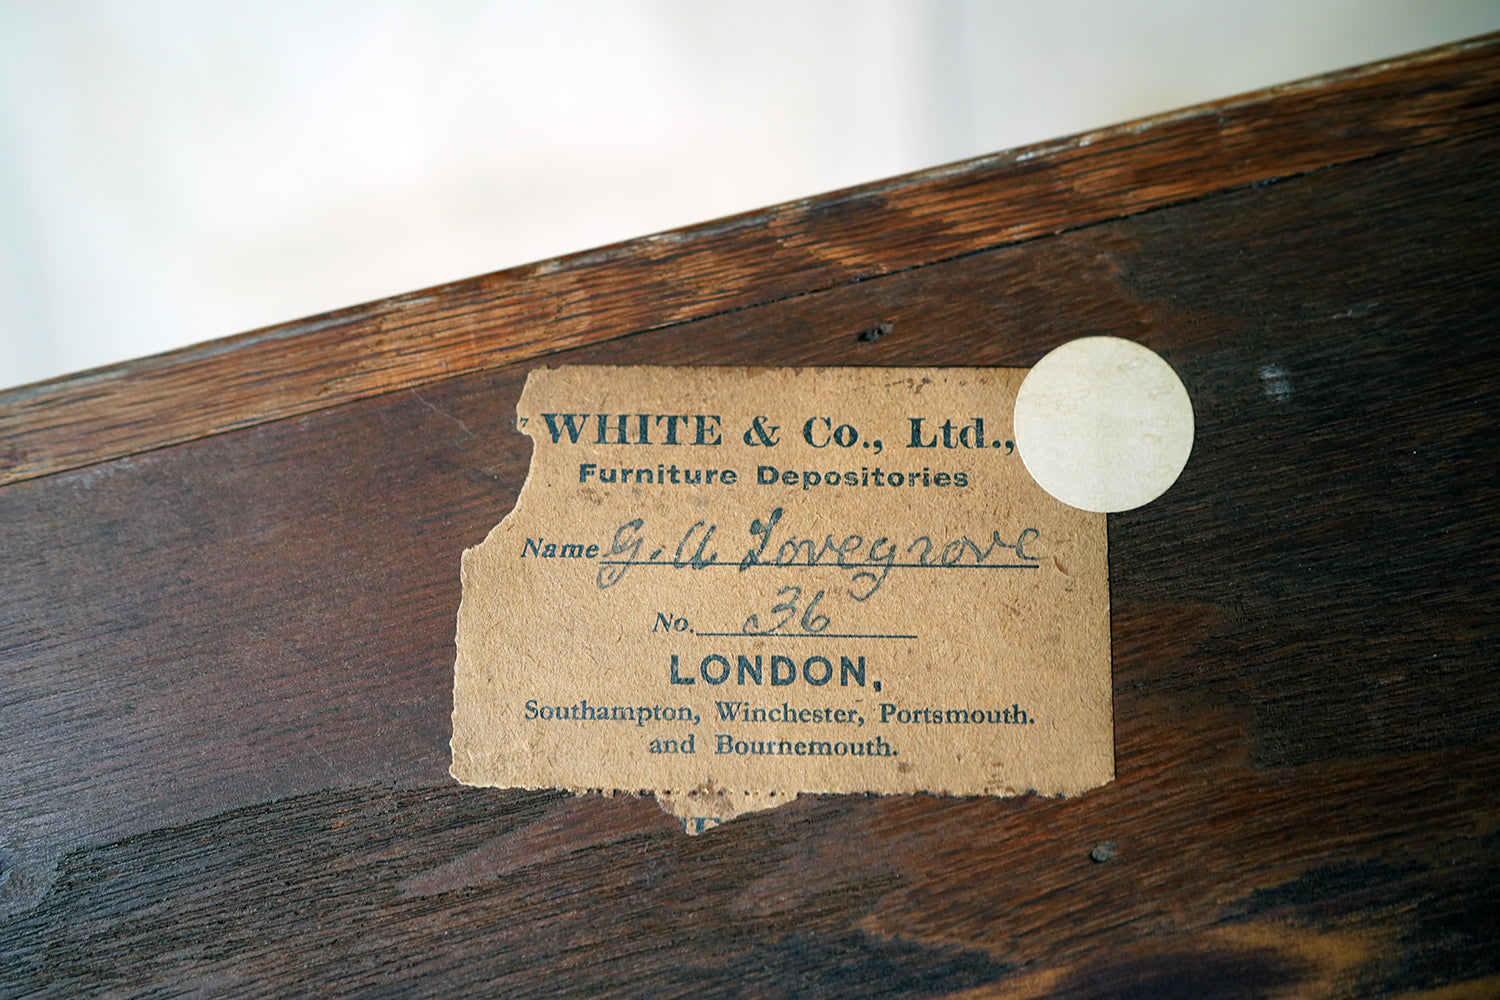 WHITE & Co., Ltd.,
Furniture Depositories
Name G. A Lovegrove
No. 36
LONDON,
Southampton, Winchester, Portsmouth.
and Bournemouth.